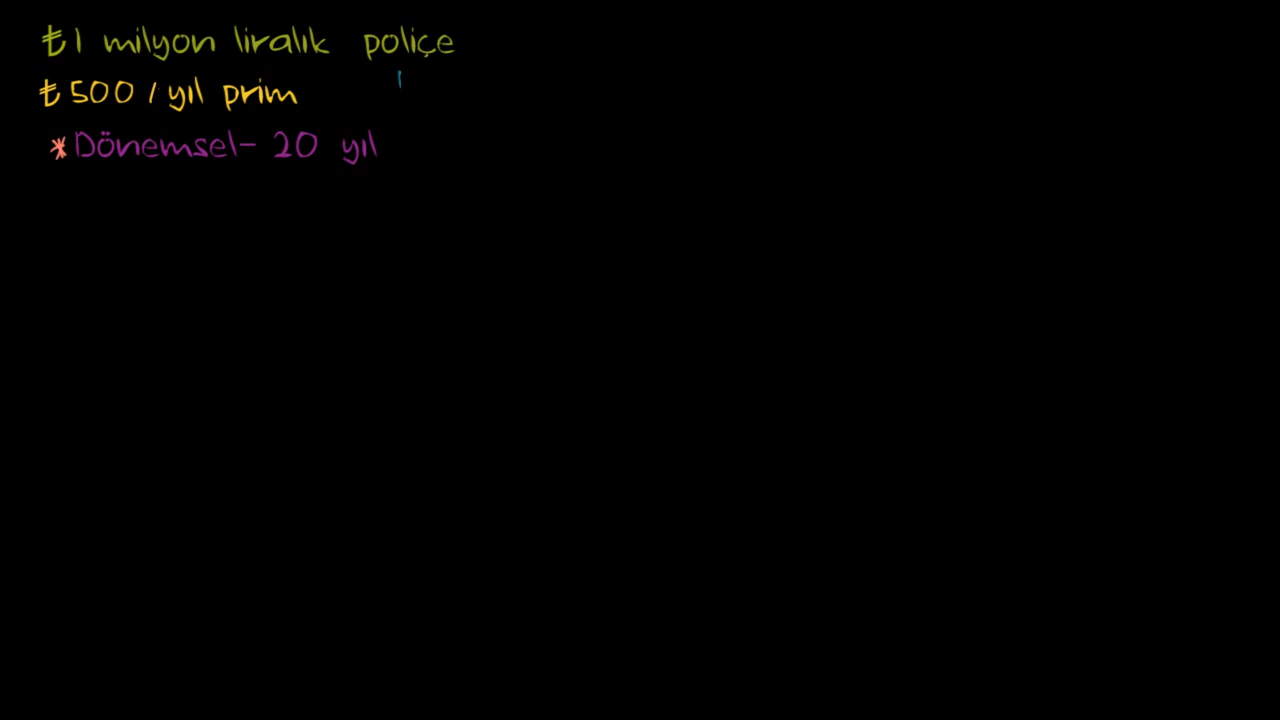 ₺1 milyon liralık poliçe
₺500 / yıl prim
*Dönemsel- 20 yıl